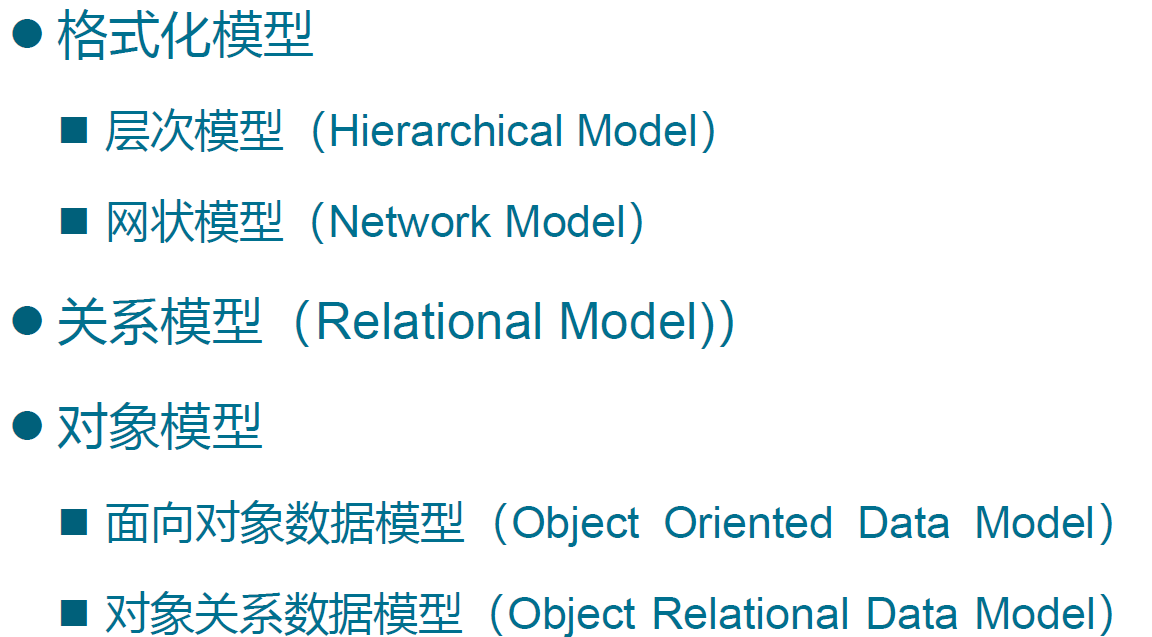 ● 格式化模型
■ 层次模型（Hierarchical Model）
■ 网状模型（Network Model）
● 关系模型（Relational Model)）
● 对象模型
■ 面向对象数据模型（Object Oriented Data Model）
■ 对象关系数据模型（Object Relational Data Model）